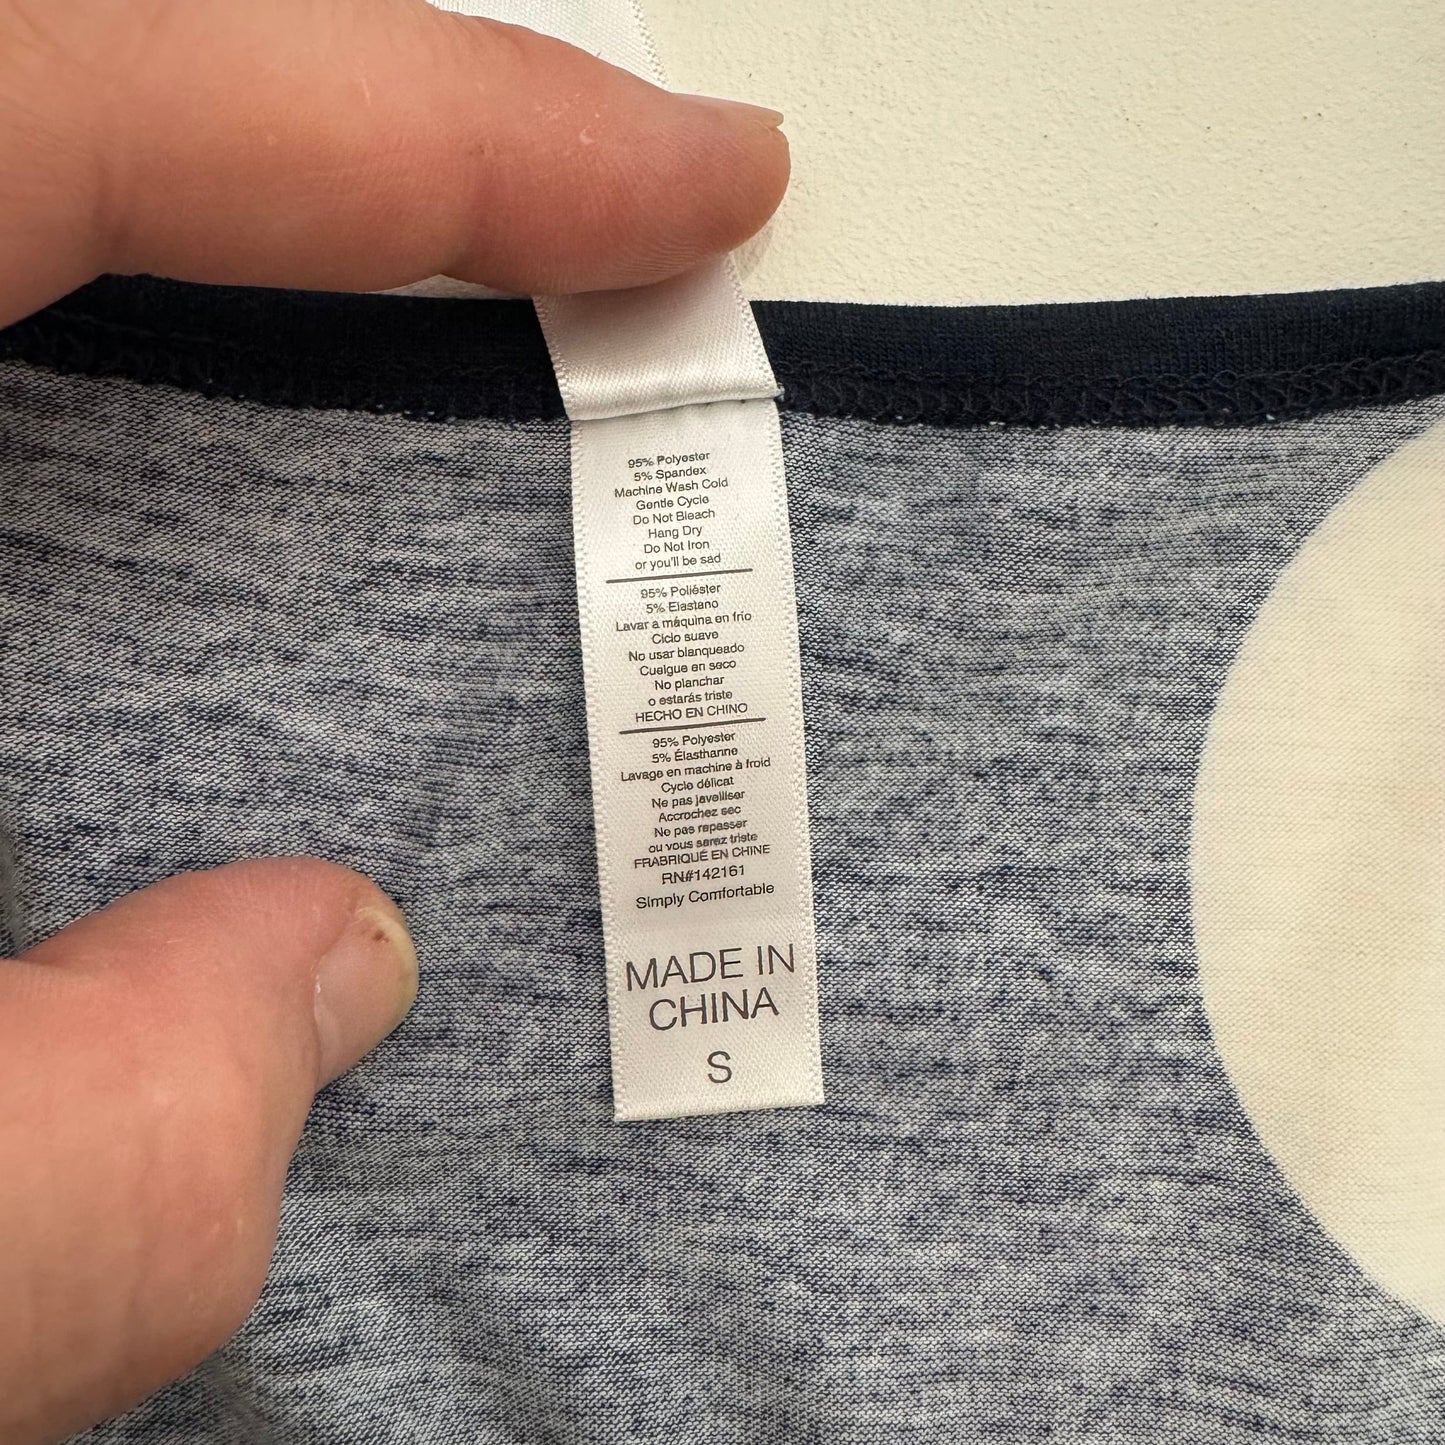 95% Polyester
5% Spandex
Machine Wash Cold
Gentle Cycle
Do Not Bleach
Hang Dry
Do Not Iron
or you'll be sad
95% Poliéster
5% Elastano
Lavar a máquina en frío
Ciclo suave
No usar blanqueado
Cuelgue en seco
No planchar
o estarás triste
HECHO EN CHINO
95% Polyester
5% Élasthanne
Lavage en machine à froid
Cycle délicat
Ne pas javelliser
Accrochez sec
No pas repasser
ou vous sarez triste
FRABRIQUÉ EN CHINE
RN#142161
Simply Comfortable
MADE IN
CHINA
S